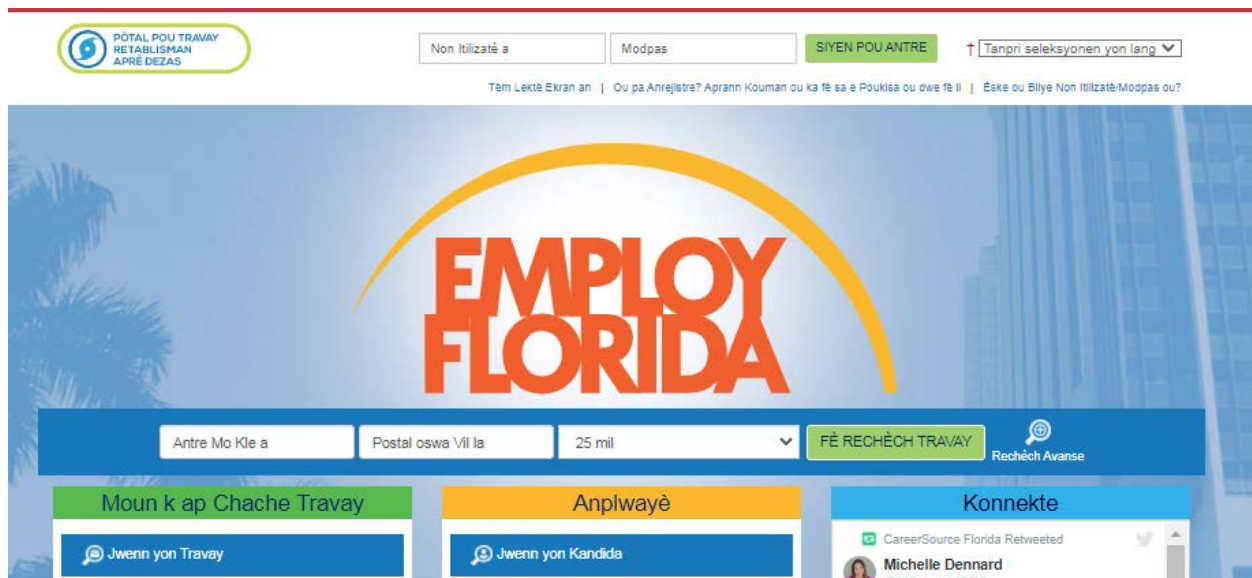 PÒTAL POU TRAVAY
RETABLISMAN
APRÈ DEZAS
Non Itilizatè a
Modpas
SIYEN POU ANTRE
† Tanpri seleksyonen yon lang
Tèm Lektè Ekran an | Ou pa Anrejistre? Aprann Kouman ou ka fè sa e Poukisa ou dwe fè li | Èske ou Bliye Non Itilizatè/Modpas ou?
EMPLOY
FLORIDA
Antre Mo Kle a
Postal oswa Vil la
25 mil
FÈ RECHÈCH TRAVAY
Rechèch Avanse
Moun k ap Chache Travay
Jwenn yon Travay
Anplwayè
Jwenn yon Kandida
Konnekte
CareerSource Florida Retweeted
Michelle Dennard